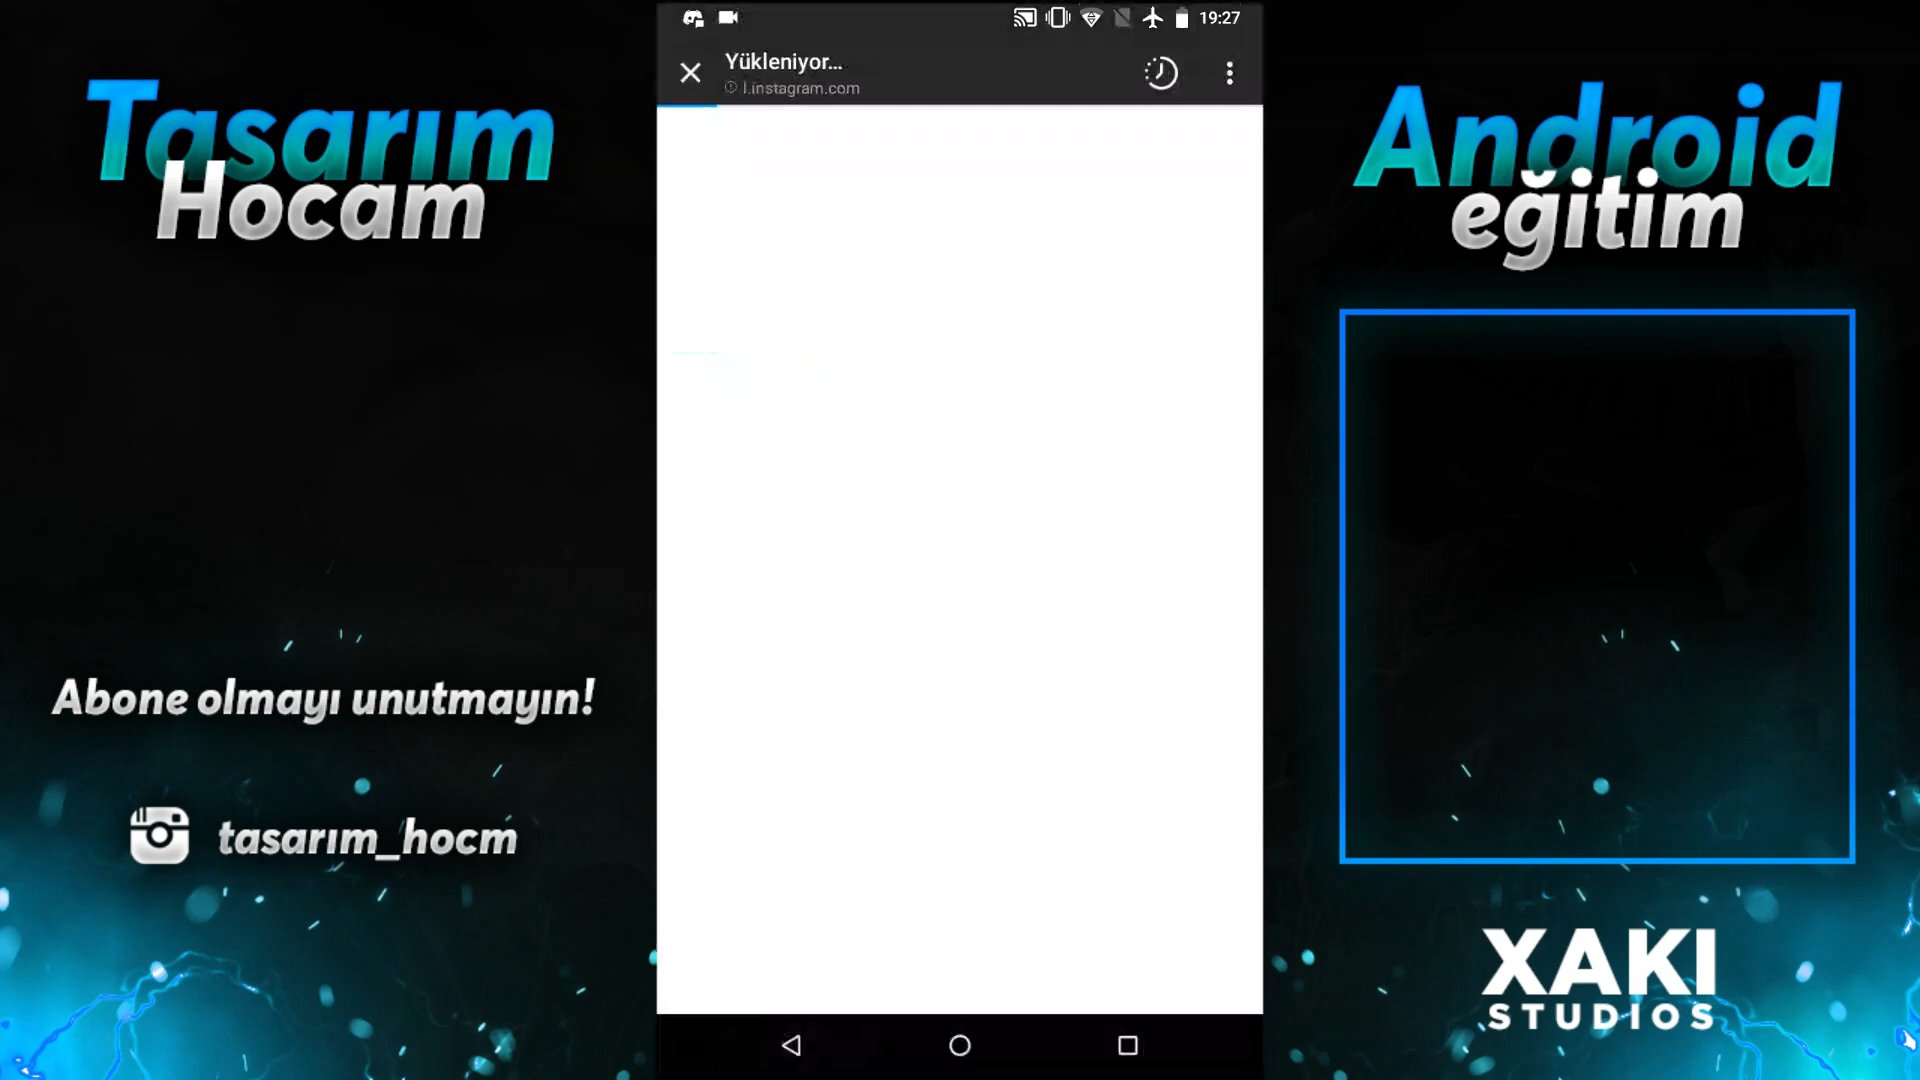 19:27
Yükleniyor...
l.instagram.com
Tasarım
Hocam
Android
eğitim
Abone olmayı unutmayın!
tasarım_hocm
XAKI
STUDIOS